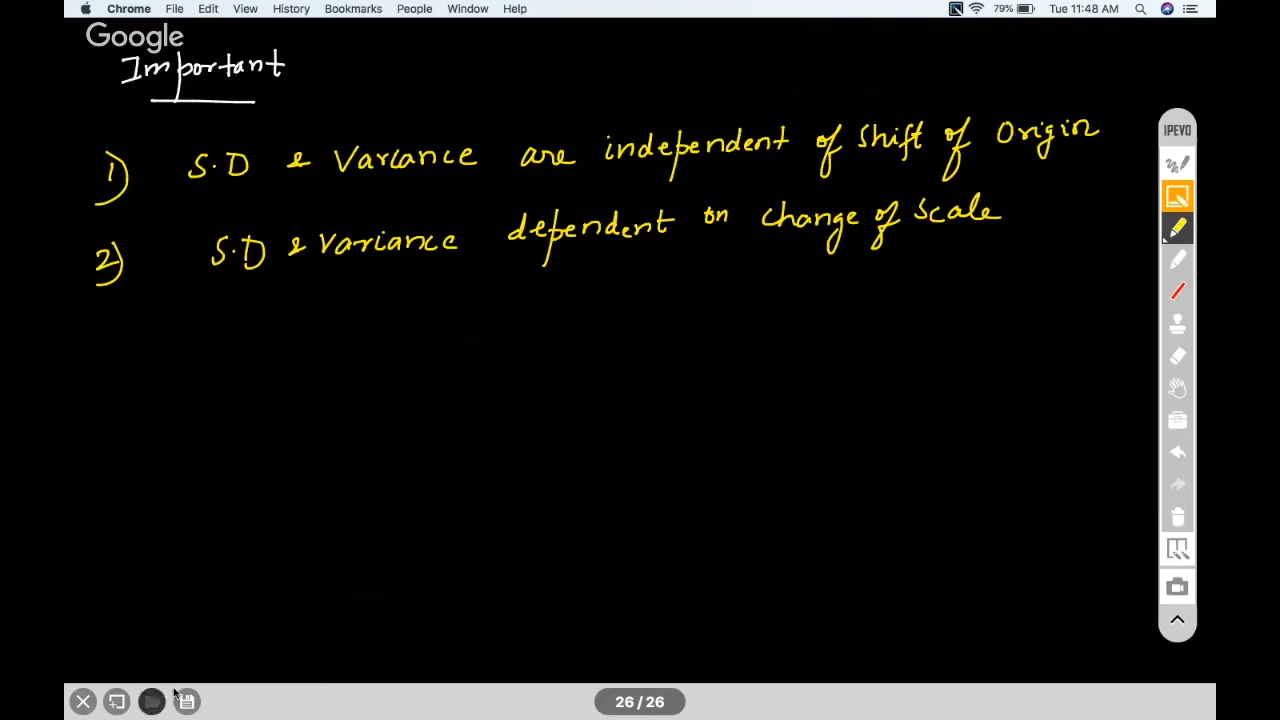 Chrome File Edit View History Bookmarks People Window Help 79% Tue 11:48 AM
Google
Important
IPEVO
1) S.D & Variance are independent of Shift of Origin
2) S.D & Variance dependent on Change of Scale
26 / 26